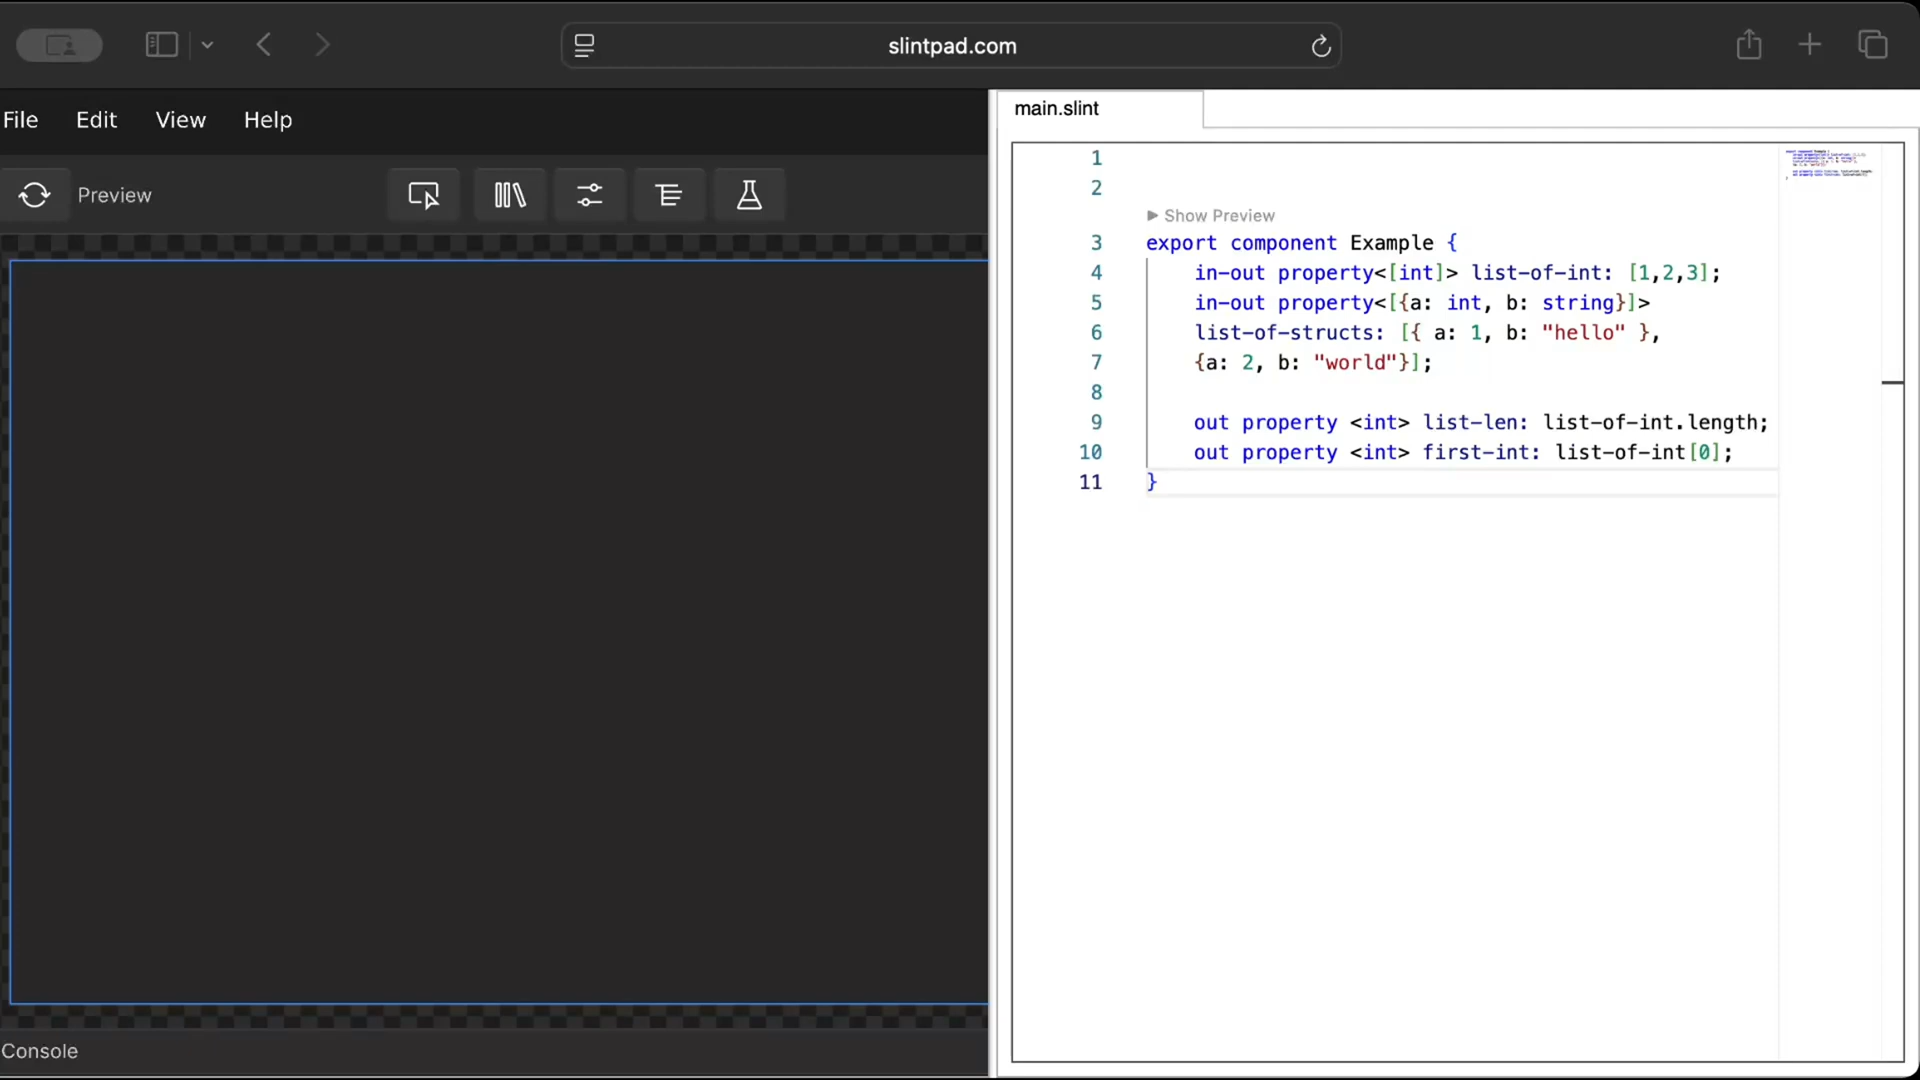 slintpad.com
File Edit View Help
Preview
Console
main.slint
1
2
▶ Show Preview
3 export component Example {
4 in-out property<[int]> list-of-int: [1,2,3];
5 in-out property<[{a: int, b: string}]>
6 list-of-structs: [{ a: 1, b: "hello" },
7 {a: 2, b: "world"}];
8
9 out property <int> list-len: list-of-int.length;
10 out property <int> first-int: list-of-int[0];
11 }